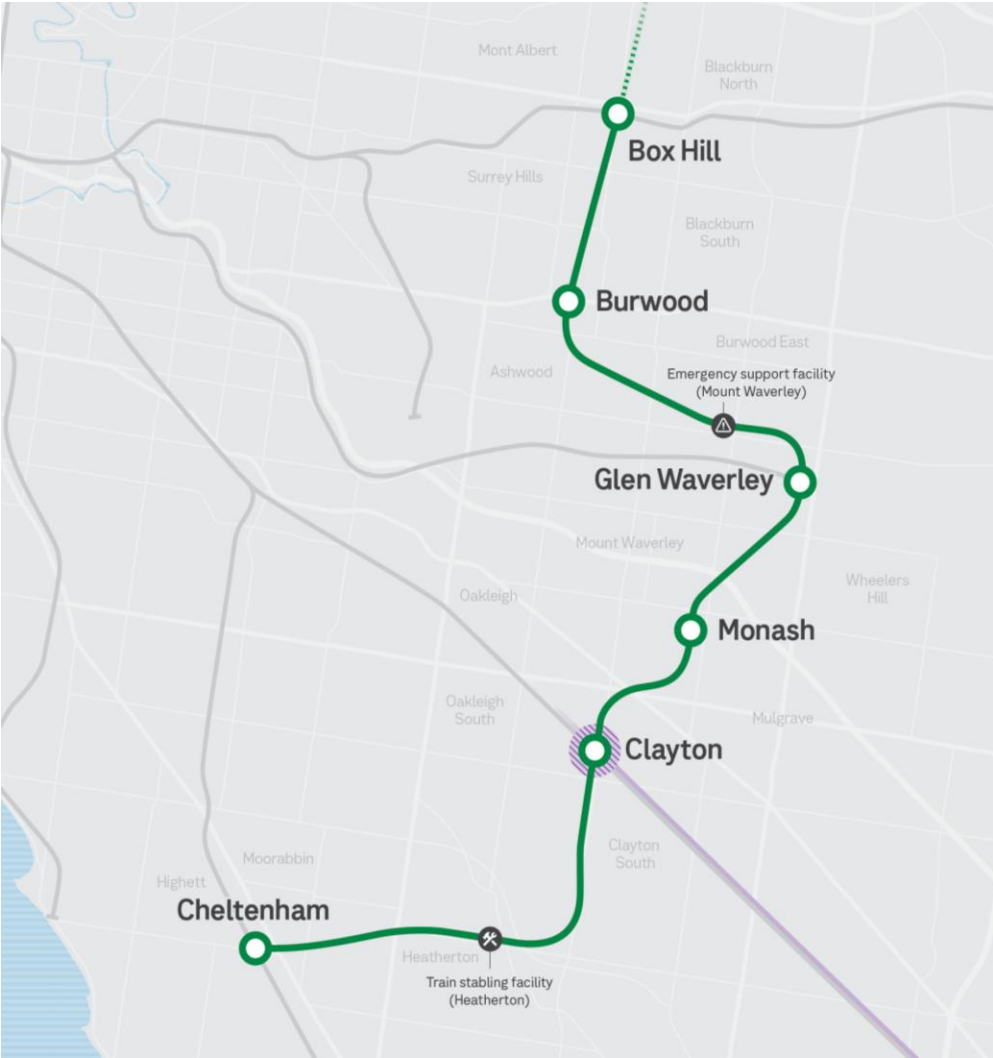 Mont Albert
Blackburn
North
Box Hill
Surrey Hills
Blackburn
South
Burwood
Burwood East
Ashwood
Emergency support facility
(Mount Waverley)
Glen Waverley
Mount Waverley
Wheelers
Hill
Oakleigh
Monash
Oakleigh
South
Mulgrave
Clayton
Clayton
South
Moorabbin
Highett
Cheltenham
Heatherton
Train stabling facility
(Heatherton)